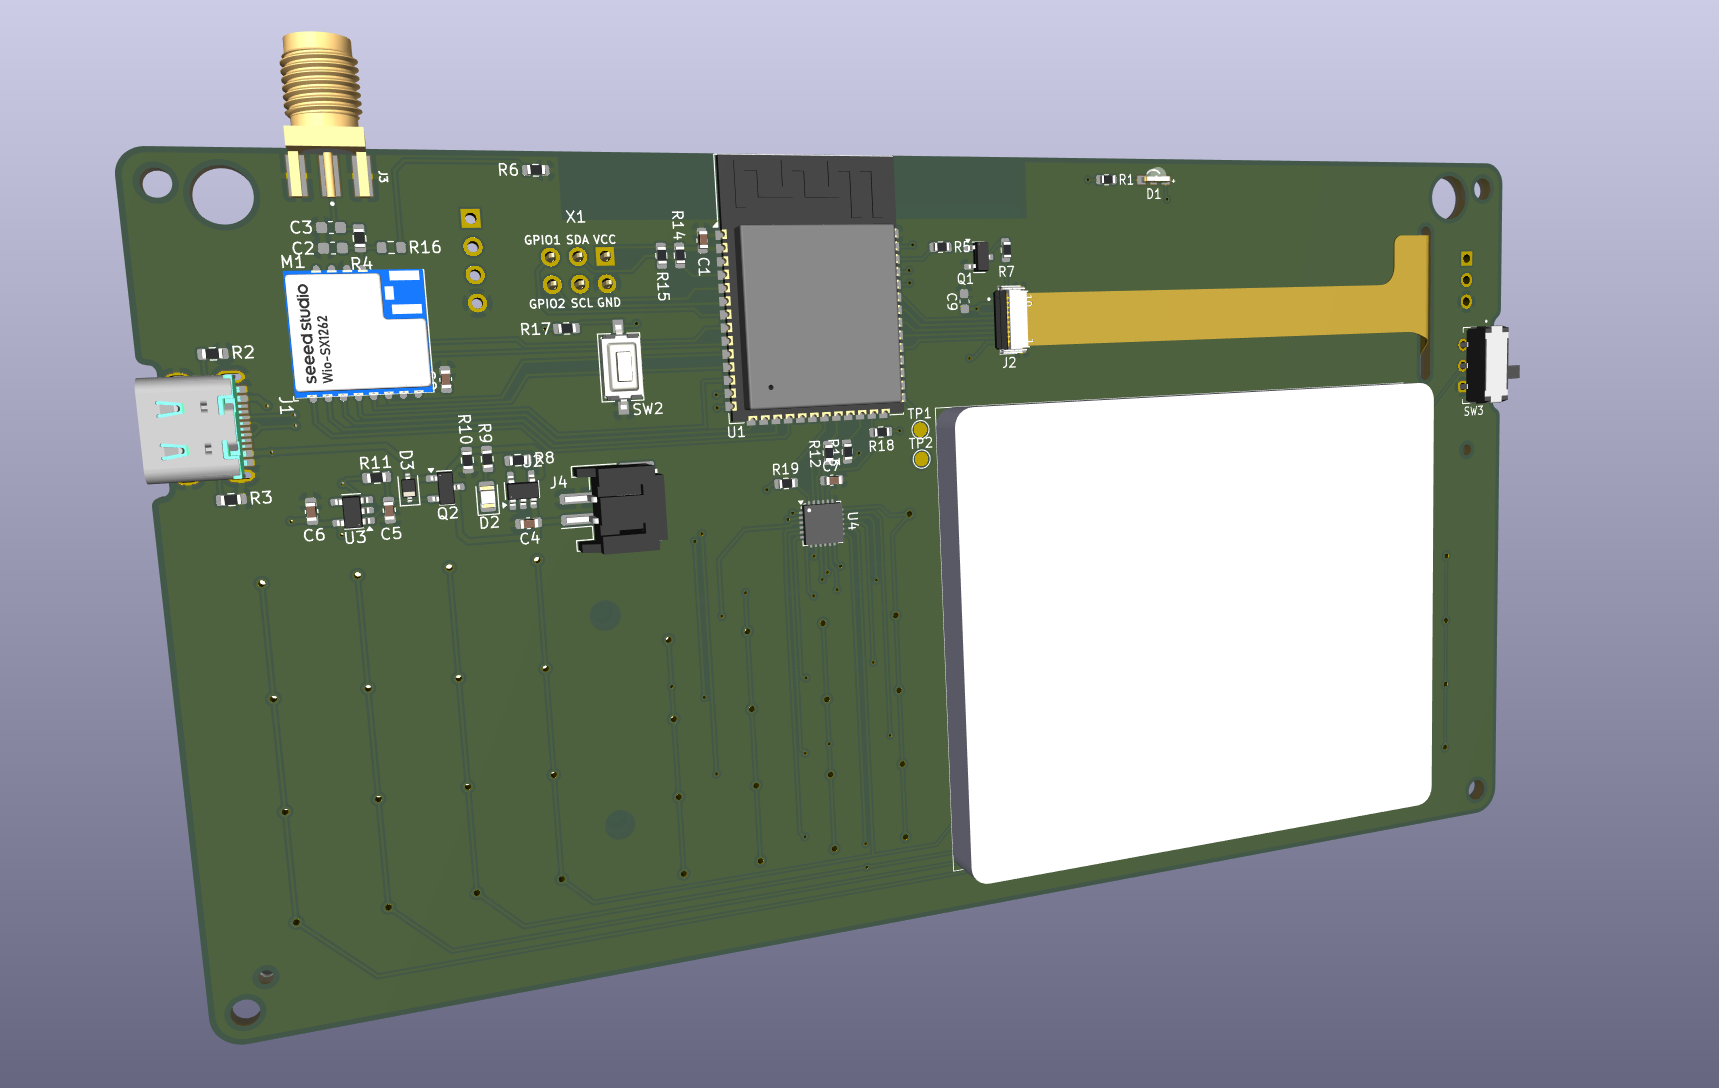 J3
R6
R1
D1
C3
C2
R16
M1
R4
X1
GPIO1 SDA VCC
GPIO2 SCL GND
R14
R15
C1
R5
Q1
R7
C9
J2
seeed studio
Wio-SX1262
R17
R2
J1
SW2
U1
TP1
TP2
SW3
R10
R9
R8
R11
D3
Q2
D2
J4
C4
R12
R18
R19
C7
U4
R3
C6
U3
C5